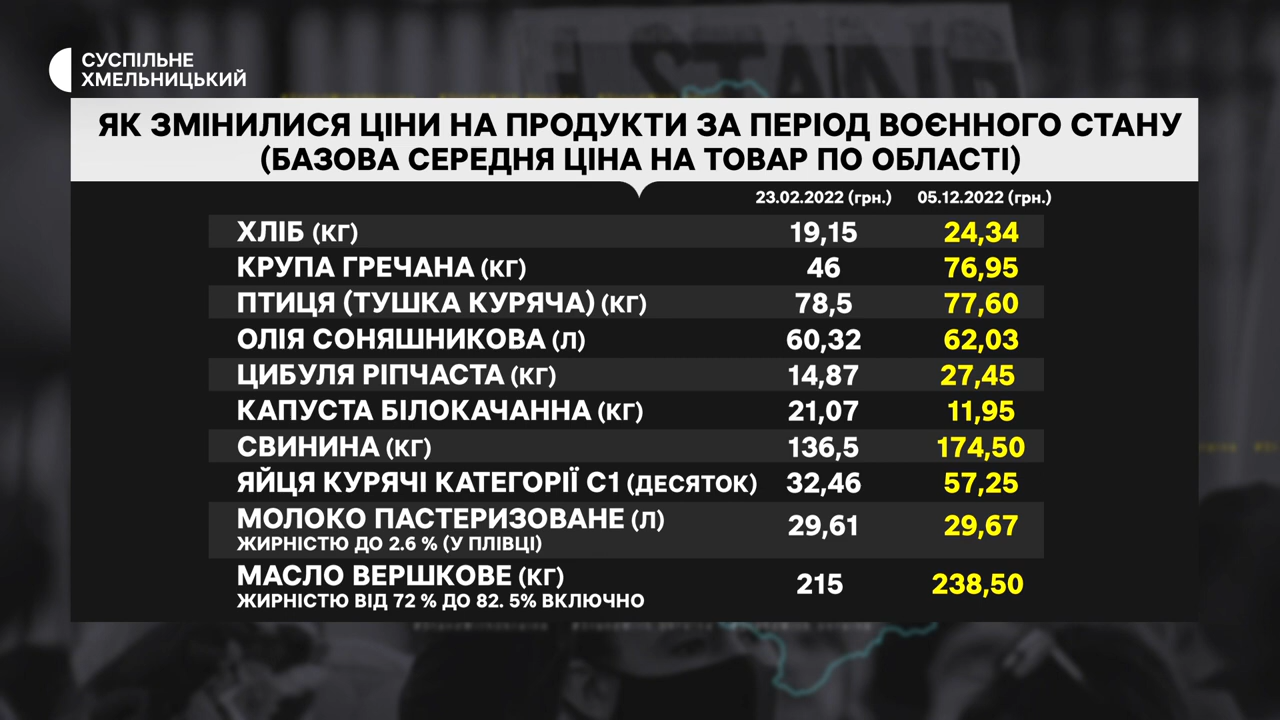 СУСПІЛЬНЕ
ХМЕЛЬНИЦЬКИЙ
ЯК ЗМІНИЛИСЯ ЦІНИ НА ПРОДУКТИ ЗА ПЕРІОД ВОЄННОГО СТАНУ
(БАЗОВА СЕРЕДНЯ ЦІНА НА ТОВАР ПО ОБЛАСТІ)
23.02.2022 (грн.) 05.12.2022 (грн.)
ХЛІБ (КГ) 19,15 24,34
КРУПА ГРЕЧАНА (КГ) 46 76,95
ПТИЦЯ (ТУШКА КУРЯЧА) (КГ) 78,5 77,60
ОЛІЯ СОНЯШНИКОВА (Л) 60,32 62,03
ЦИБУЛЯ РІПЧАСТА (КГ) 14,87 27,45
КАПУСТА БІЛОКАЧАННА (КГ) 21,07 11,95
СВИНИНА (КГ) 136,5 174,50
ЯЙЦЯ КУРЯЧІ КАТЕГОРІЇ С1 (ДЕСЯТОК) 32,46 57,25
МОЛОКО ПАСТЕРИЗОВАНЕ (Л) 29,61 29,67
ЖИРНІСТЮ ДО 2.6 % (У ПЛІВЦІ)
МАСЛО ВЕРШКОВЕ (КГ) 215 238,50
ЖИРНІСТЮ ВІД 72 % ДО 82. 5% ВКЛЮЧНО